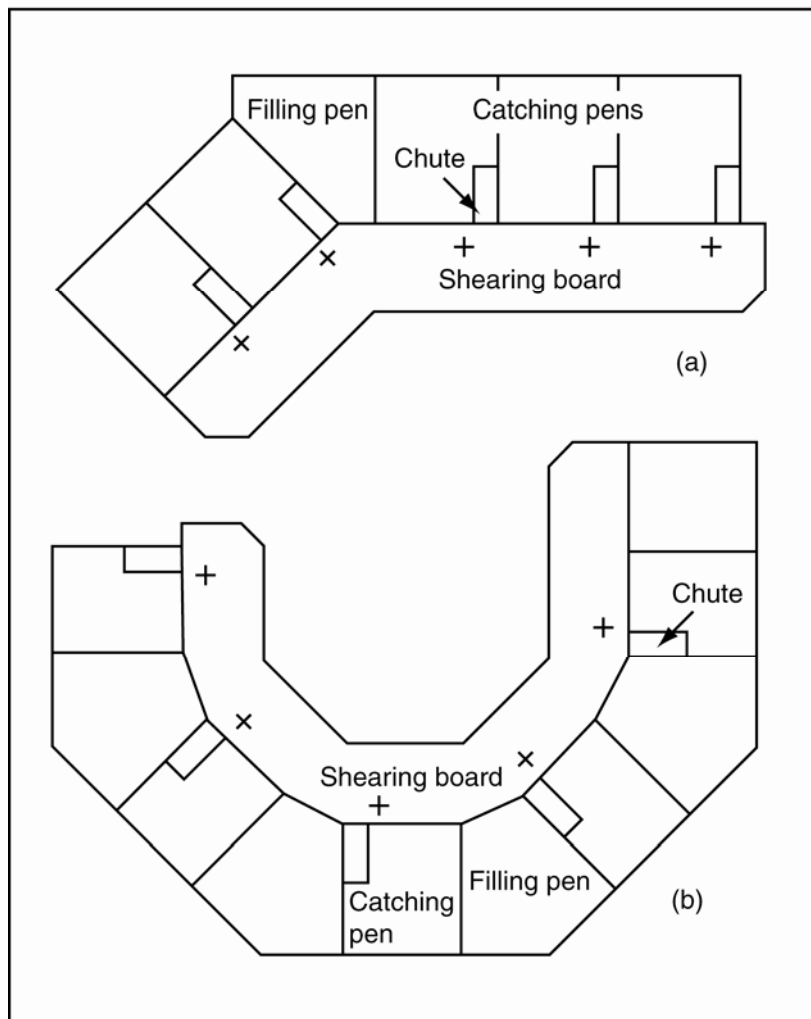 Filling pen
Catching pens
Chute
Shearing board
(a)
Chute
Shearing board
Filling pen
Catching
pen
(b)